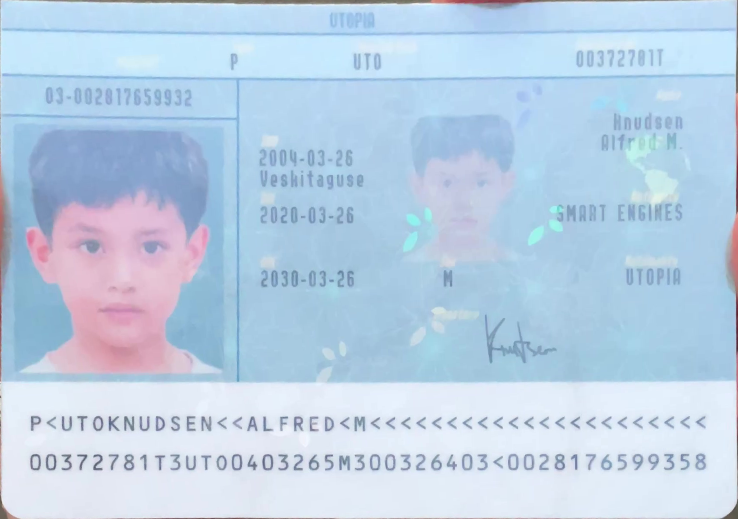 UTOPIA
P UTO 00372781T
03-002817659932
Knudsen
Alfred M.
2004-03-26
Veskitaguse
2020-03-26 SMART ENGINES
2030-03-26 M UTOPIA
Knutsen
P<UTOKNUDSEN<<ALFRED<M<<<<<<<<<<<<<<<<<<<<<<
00372781T3UTO0403265M300326403<0028176599358